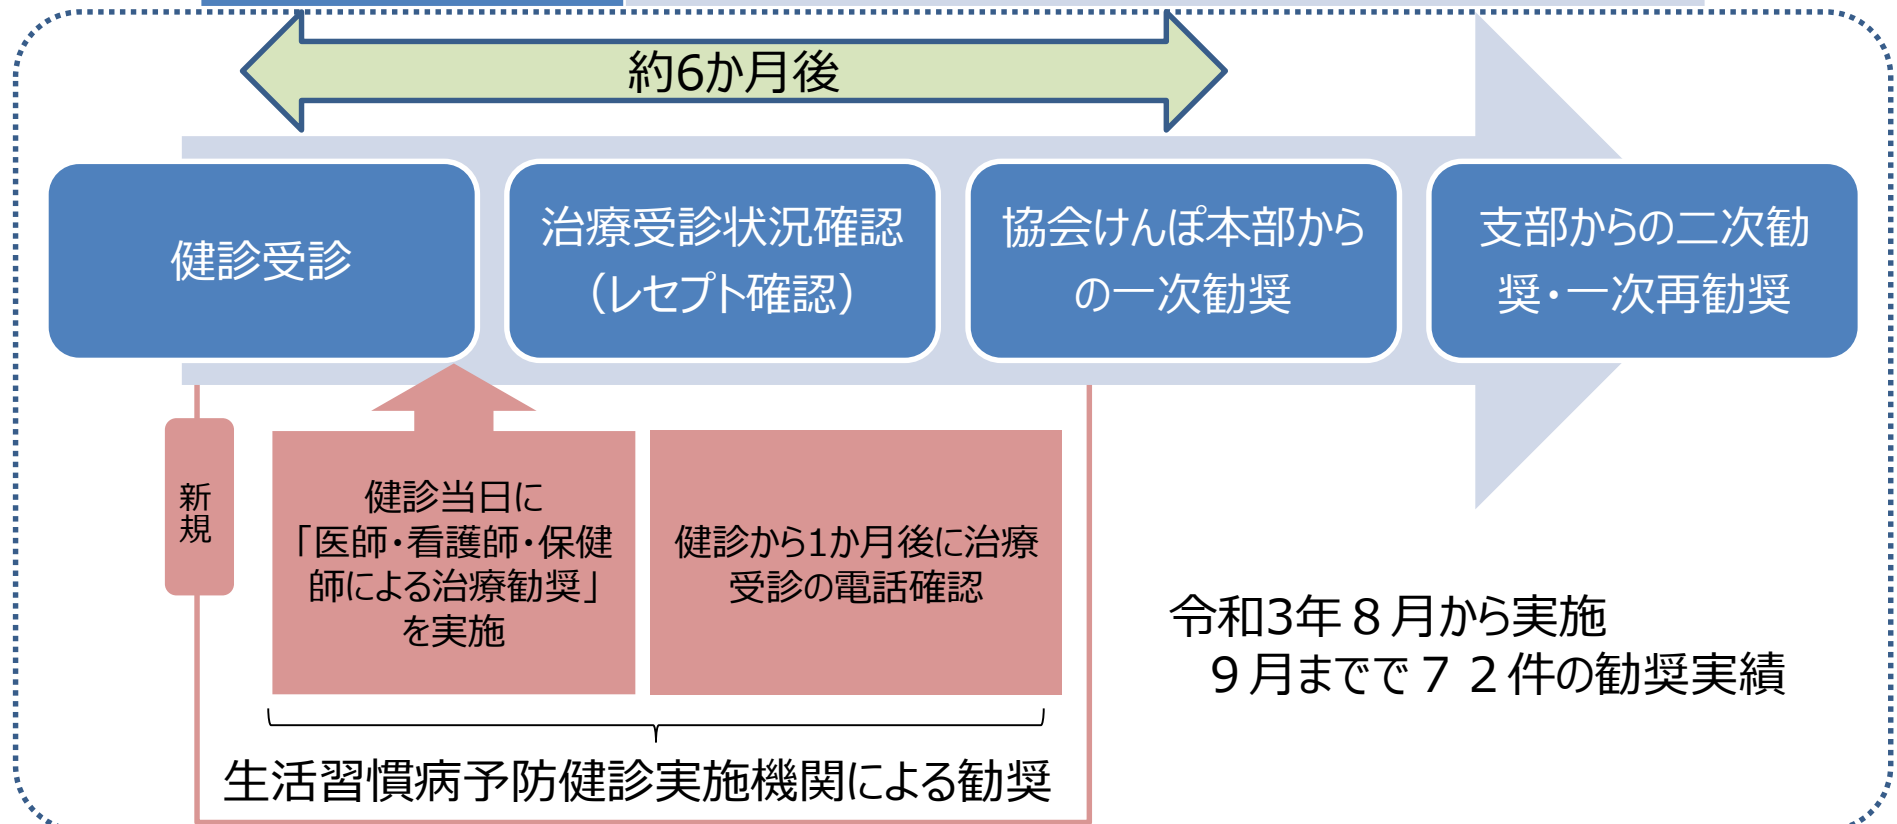 約6か月後
健診受診
治療受診状況確認
（レセプト確認）
協会けんぽ本部から
の一次勧奨
支部からの二次勧
奨・一次再勧奨
新
規
健診当日に
「医師・看護師・保健
師による治療勧奨」
を実施
健診から1か月後に治療
受診の電話確認
令和3年８月から実施
９月までで７２件の勧奨実績
生活習慣病予防健診実施機関による勧奨